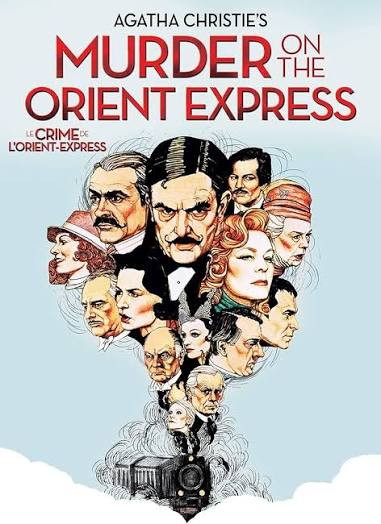 AGATHA CHRISTIE'S
MURDER ON THE
ORIENT EXPRESS
LE CRIME DE
L'ORIENT-EXPRESS